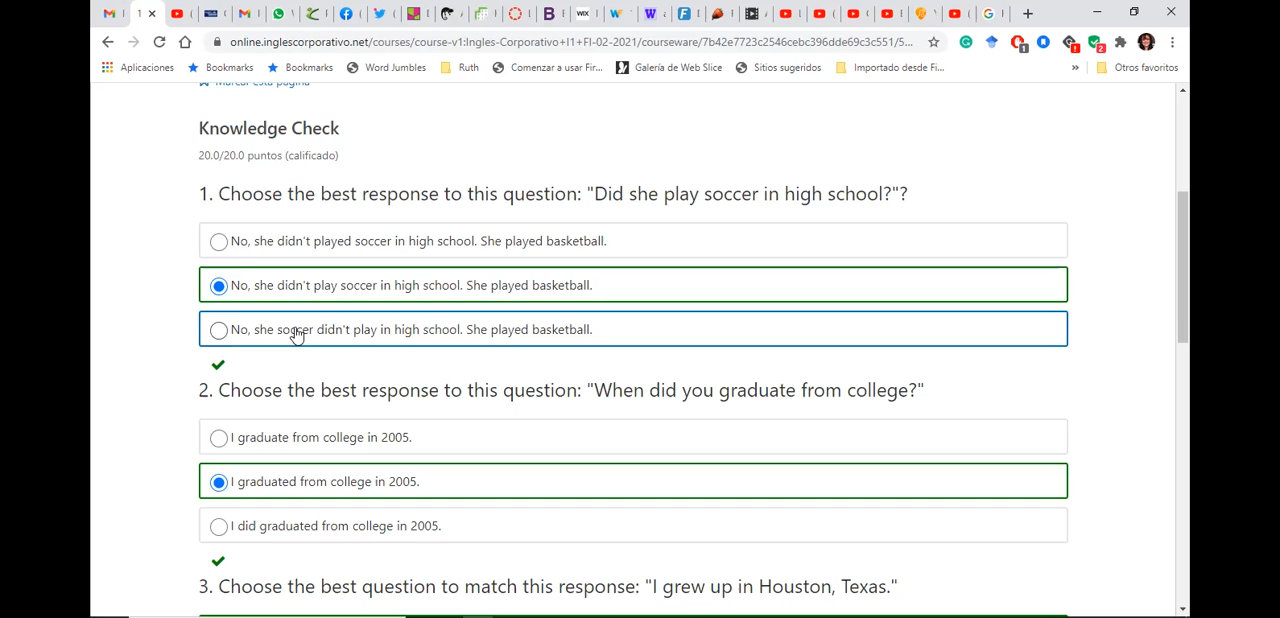 online.inglescorporativo.net/courses/course-v1:Ingles-Corporativo+I1+FI-02-2021/courseware/7b42e7723c2546cebc396dde69c3c551/5...
Aplicaciones Bookmarks Bookmarks Word Jumbles Ruth Comenzar a usar Fir... Galería de Web Slice Sitios sugeridos Importado desde Fi... » Otros favoritos
Marcar esta página
Knowledge Check
20.0/20.0 puntos (calificado)
1. Choose the best response to this question: "Did she play soccer in high school?"?
No, she didn't played soccer in high school. She played basketball.
No, she didn't play soccer in high school. She played basketball.
No, she soccer didn't play in high school. She played basketball.
2. Choose the best response to this question: "When did you graduate from college?"
I graduate from college in 2005.
I graduated from college in 2005.
I did graduated from college in 2005.
3. Choose the best question to match this response: "I grew up in Houston, Texas."